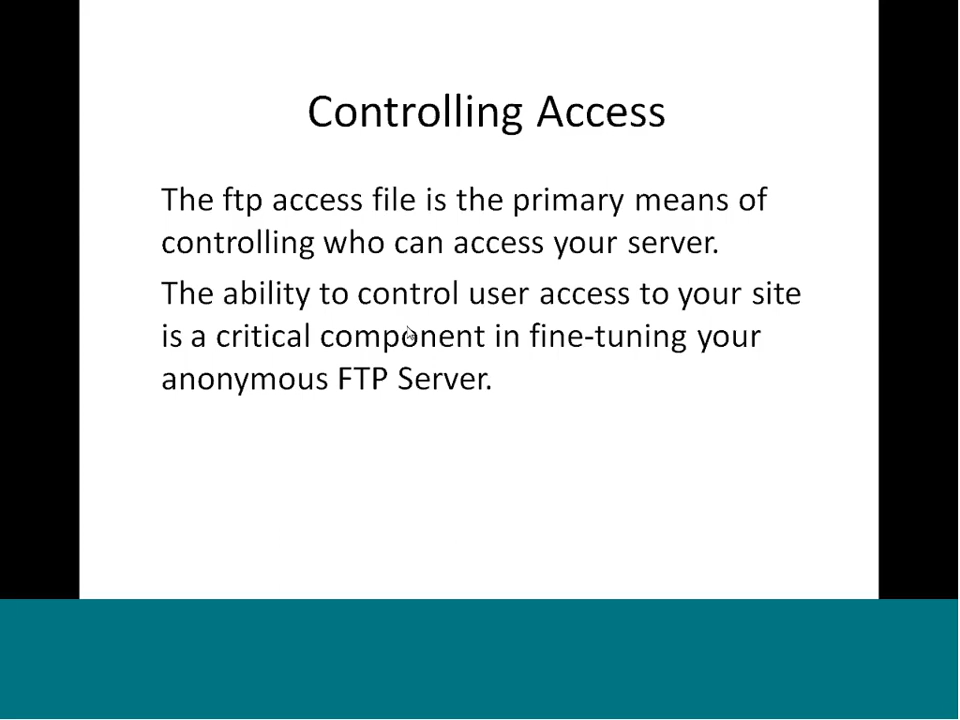 Controlling Access
The ftp access file is the primary means of
controlling who can access your server.
The ability to control user access to your site
is a critical component in fine-tuning your
anonymous FTP Server.